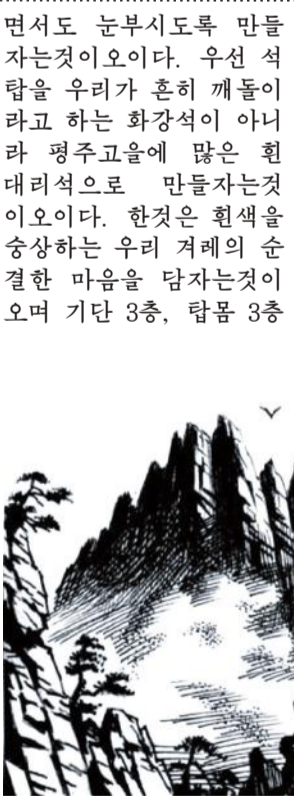 면서도 눈부시도록 만들
자는것이오이다. 우선 석
탑을 우리가 흔히 깨돌이
라고 하는 화강석이 아니
라 평주고을에 많은 흰
대리석으로 만들자는것
이오이다. 한것은 흰색을
숭상하는 우리 겨레의 순
결한 마음을 담자는것이
오며 기단 3층, 탑몸 3층